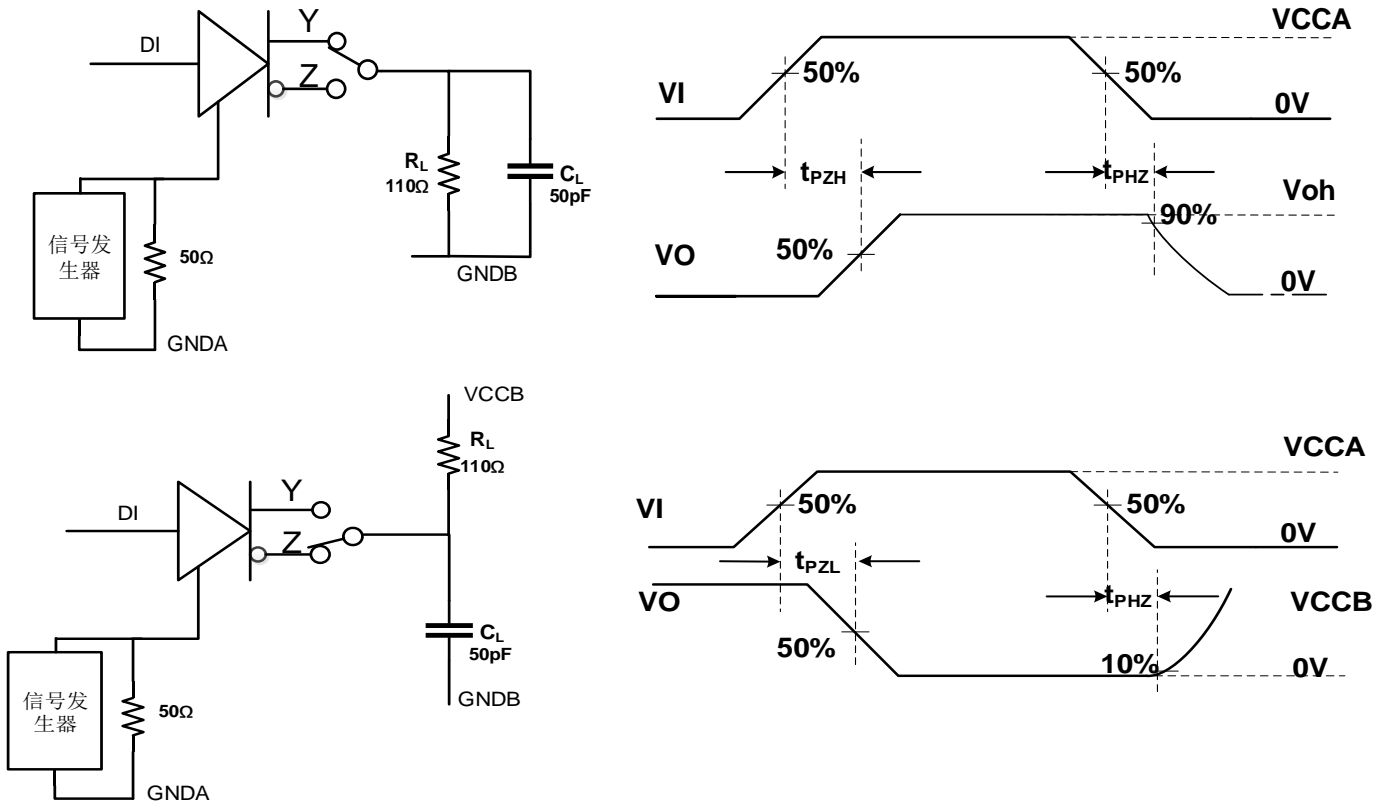 DI
Y
Z
RL
110Ω
CL
50pF
GNDB
信号发
生器
50Ω
GNDA
VCCA
VI
50%
50%
0V
tPZH
tPHZ
Voh
90%
VO
50%
0V
VCCB
RL
110Ω
DI
Y
Z
CL
50pF
GNDB
信号发
生器
50Ω
GNDA
VCCA
VI
50%
50%
0V
tPZL
tPHZ
VO
VCCB
50%
10%
0V